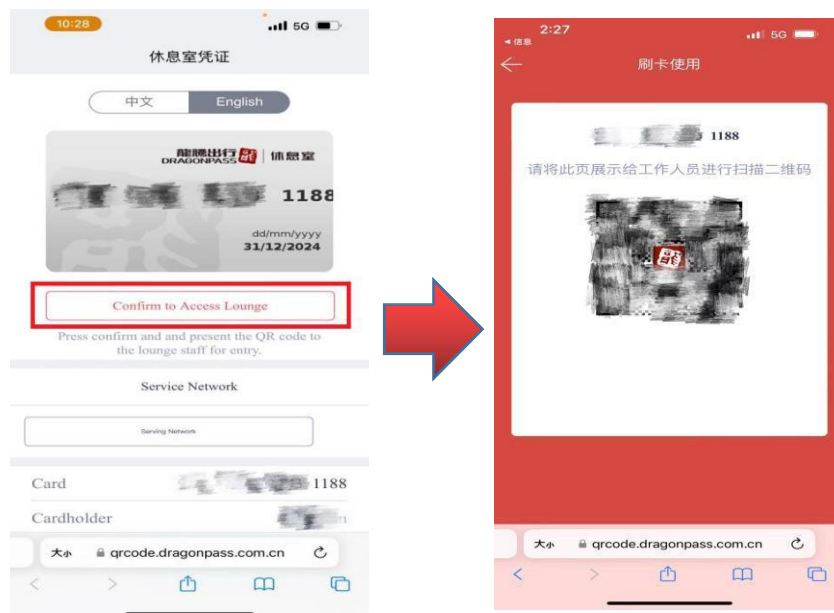 10:28
5G
休息室凭证
中文
English
龍騰出行
DRAGONPASS
休息室
1188
dd/mm/yyyy
31/12/2024
Confirm to Access Lounge
Press confirm and and present the QR code to
the lounge staff for entry.
Service Network
Serving Network
Card 1188
Cardholder
大小 qrcode.dragonpass.com.cn
2:27
5G
信息
刷卡使用
1188
请将此页展示给工作人员进行扫描二维码
大小 qrcode.dragonpass.com.cn